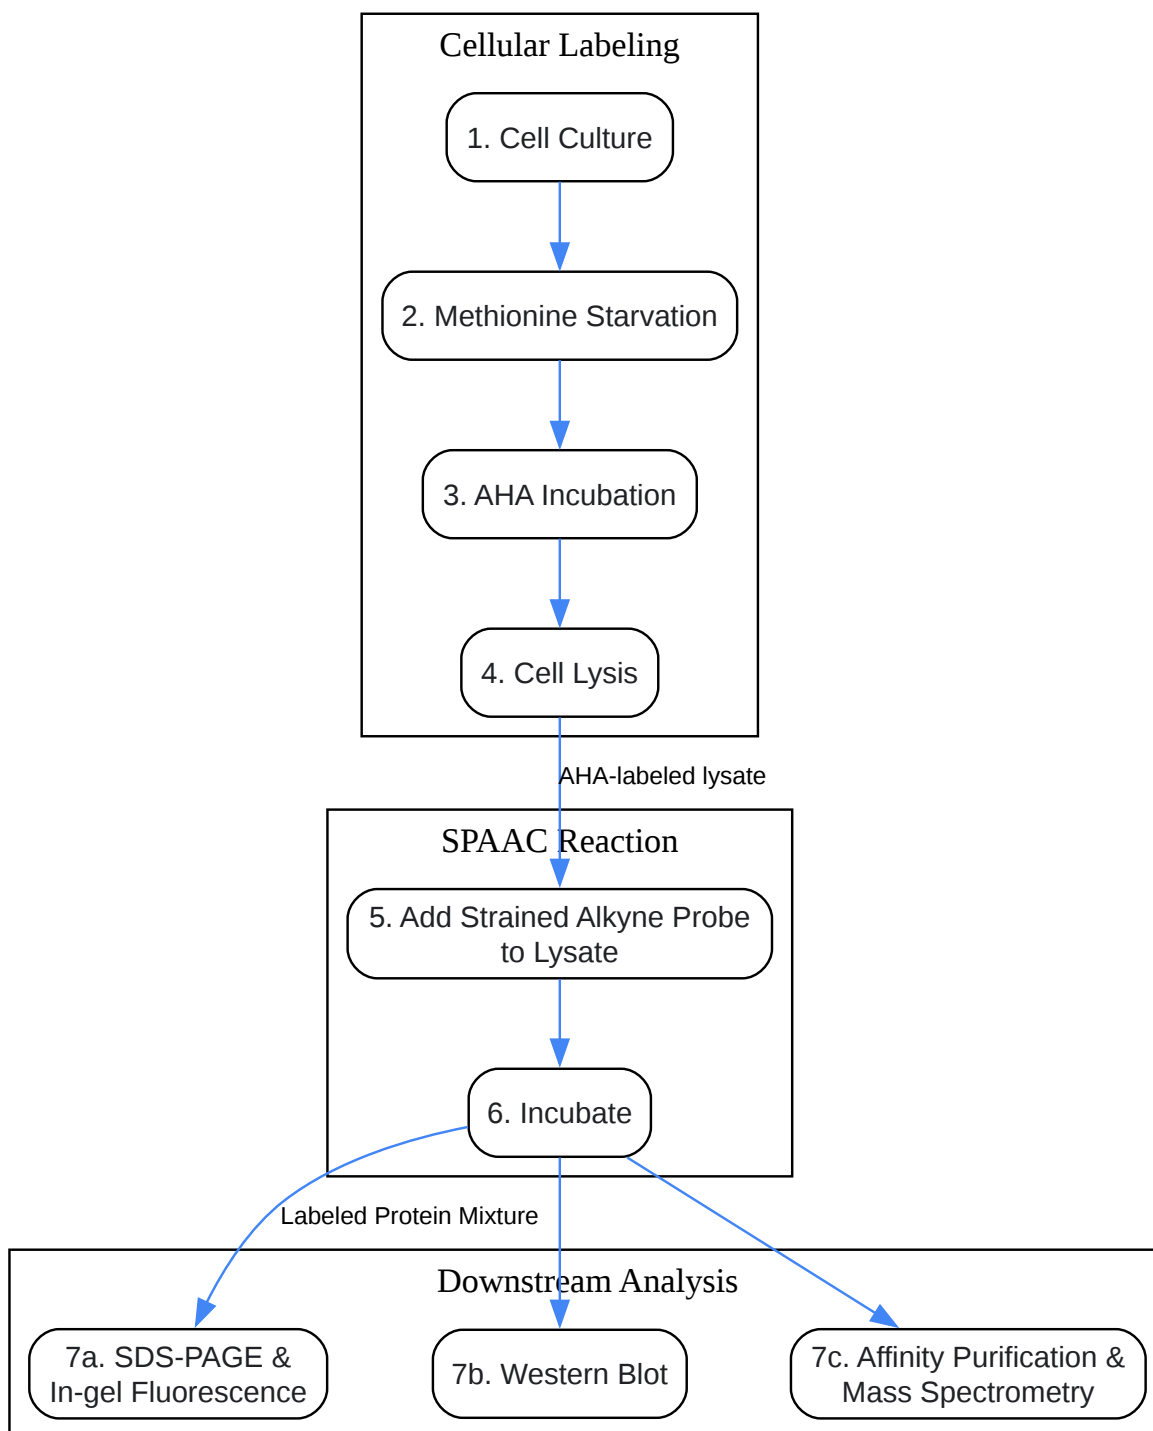 Cellular Labeling
1. Cell Culture
2. Methionine Starvation
3. AHA Incubation
4. Cell Lysis
AHA-labeled lysate
SPAAC Reaction
5. Add Strained Alkyne Probe
to Lysate
6. Incubate
Labeled Protein Mixture
Downstream Analysis
7a. SDS-PAGE &
In-gel Fluorescence
7b. Western Blot
7c. Affinity Purification &
Mass Spectrometry